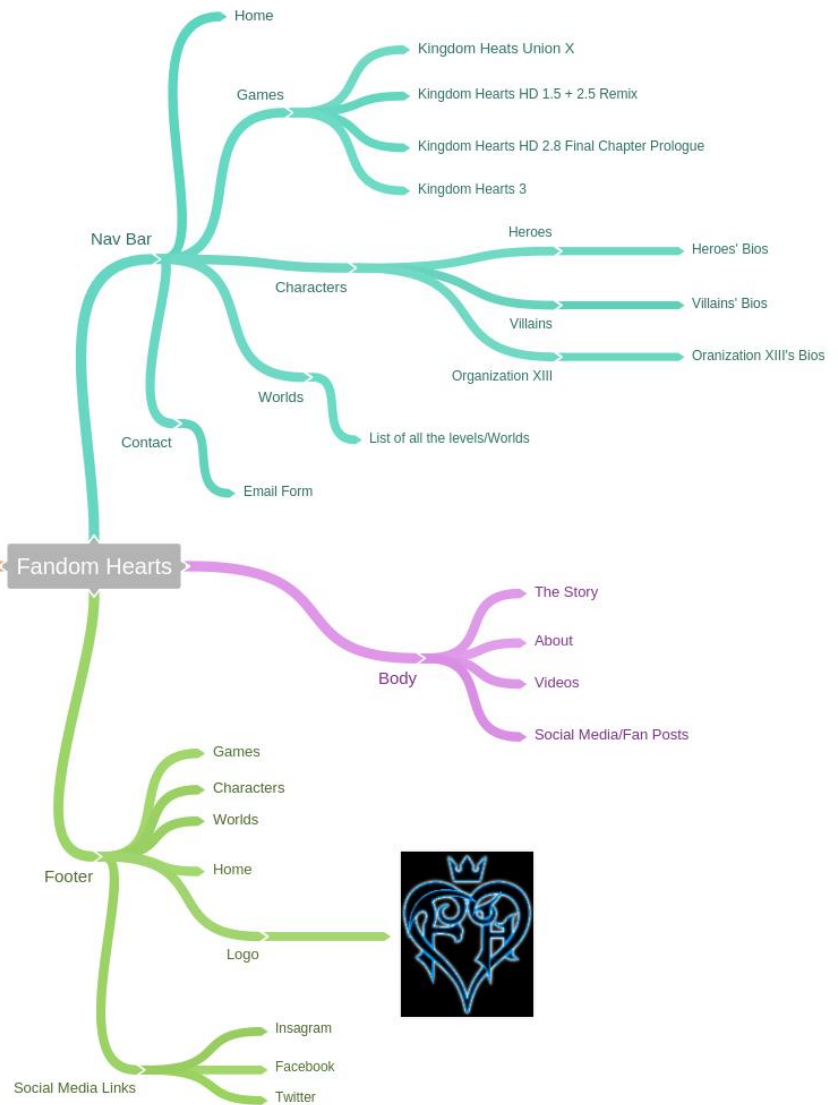 Home
Games
Kingdom Heats Union X
Kingdom Hearts HD 1.5 + 2.5 Remix
Kingdom Hearts HD 2.8 Final Chapter Prologue
Kingdom Hearts 3
Nav Bar
Characters
Heroes
Heroes' Bios
Villains
Villains' Bios
Organization XIII
Oranization XIII's Bios
Worlds
List of all the levels/Worlds
Contact
Email Form
Fandom Hearts
Body
The Story
About
Videos
Social Media/Fan Posts
Footer
Games
Characters
Worlds
Home
Logo
FH
Social Media Links
Insagram
Facebook
Twitter